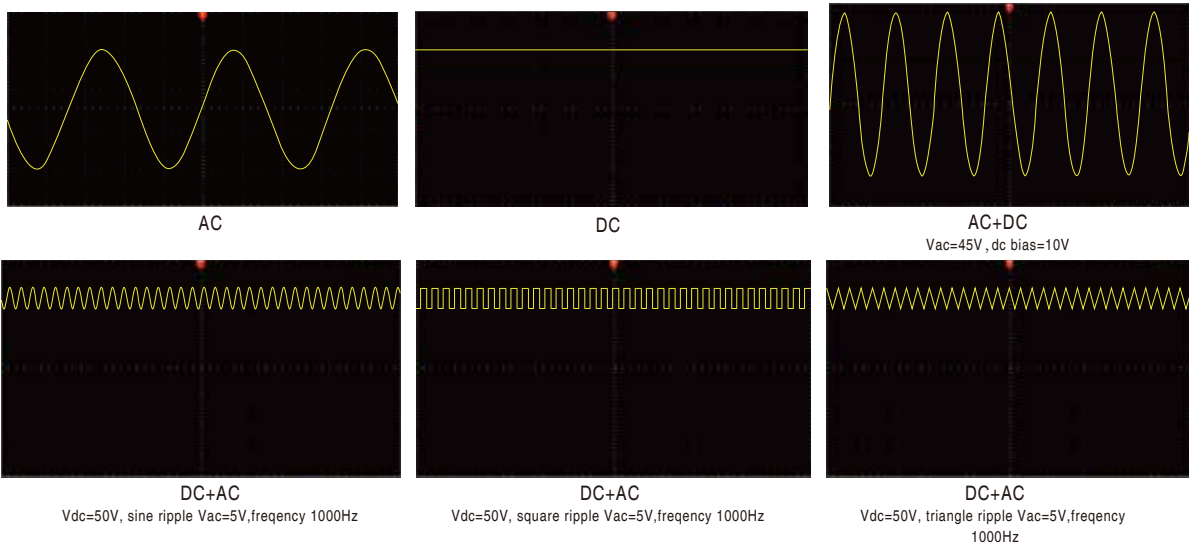 AC
DC
AC+DC
Vac=45V , dc bias=10V
DC+AC
Vdc=50V, sine ripple Vac=5V,freqency 1000Hz
DC+AC
Vdc=50V, square ripple Vac=5V,freqency 1000Hz
DC+AC
Vdc=50V, triangle ripple Vac=5V,freqency
1000Hz